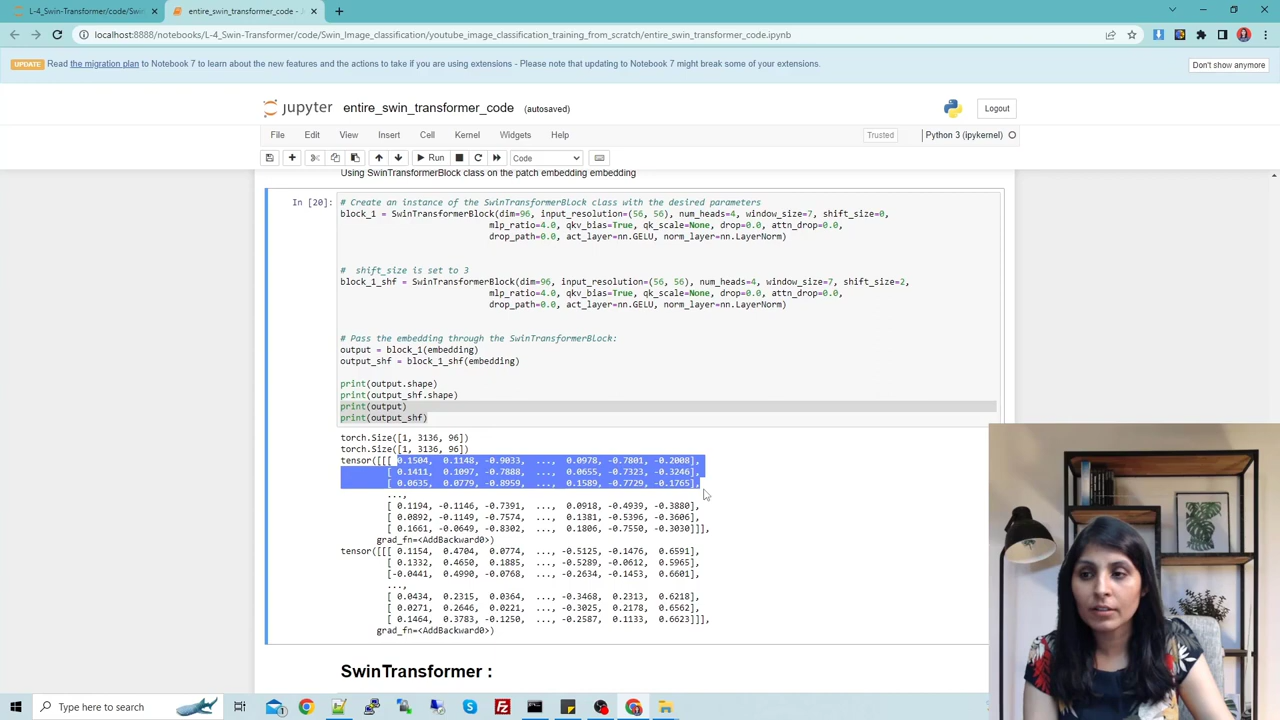 L-4_Swin-Transformer/code/Swin
entire_swin_transformer_code - J
localhost:8888/notebooks/L-4_Swin-Transformer/code/Swin_Image_classification/youtube_image_classification_training_from_scratch/entire_swin_transformer_code.ipynb
UPDATE Read the migration plan to Notebook 7 to learn about the new features and the actions to take if you are using extensions - Please note that updating to Notebook 7 might break some of your extensions.
Don't show anymore
jupyter entire_swin_transformer_code (autosaved)
Logout
File Edit View Insert Cell Kernel Widgets Help
Trusted
Python 3 (ipykernel)
Run
Code
Using SwinTransformerBlock class on the patch embedding embedding
In [20]:
# Create an instance of the SwinTransformerBlock class with the desired parameters
block_1 = SwinTransformerBlock(dim=96, input_resolution=(56, 56), num_heads=4, window_size=7, shift_size=0,
mlp_ratio=4.0, qkv_bias=True, qk_scale=None, drop=0.0, attn_drop=0.0,
drop_path=0.0, act_layer=nn.GELU, norm_layer=nn.LayerNorm)
# shift_size is set to 3
block_1_shf = SwinTransformerBlock(dim=96, input_resolution=(56, 56), num_heads=4, window_size=7, shift_size=2,
mlp_ratio=4.0, qkv_bias=True, qk_scale=None, drop=0.0, attn_drop=0.0,
drop_path=0.0, act_layer=nn.GELU, norm_layer=nn.LayerNorm)
# Pass the embedding through the SwinTransformerBlock:
output = block_1(embedding)
output_shf = block_1_shf(embedding)
print(output.shape)
print(output_shf.shape)
print(output)
print(output_shf)
torch.Size([1, 3136, 96])
torch.Size([1, 3136, 96])
tensor([[[ 0.1504, 0.1148, -0.9033, ..., 0.0978, -0.7801, -0.2008],
[ 0.1411, 0.1097, -0.7888, ..., 0.0655, -0.7323, -0.3246],
[ 0.0635, 0.0779, -0.8959, ..., 0.1589, -0.7729, -0.1765],
...,
[ 0.1194, -0.1146, -0.7391, ..., 0.0918, -0.4939, -0.3880],
[ 0.0892, -0.1149, -0.7574, ..., 0.1381, -0.5396, -0.3606],
[ 0.1661, -0.0649, -0.8302, ..., 0.1806, -0.7550, -0.3030]]],
grad_fn=<AddBackward0>)
tensor([[[ 0.1154, 0.4704, 0.0774, ..., -0.5125, -0.1476, 0.6591],
[ 0.1332, 0.4650, 0.1885, ..., -0.5289, -0.0612, 0.5965],
[-0.0441, 0.4990, -0.0768, ..., -0.2634, -0.1453, 0.6601],
...,
[ 0.0434, 0.2315, 0.0364, ..., -0.3468, 0.2313, 0.6218],
[ 0.0271, 0.2646, 0.0221, ..., -0.3025, 0.2178, 0.6562],
[ 0.1464, 0.3783, -0.1250, ..., -0.2587, 0.1133, 0.6623]]],
grad_fn=<AddBackward0>)
SwinTransformer :
Type here to search